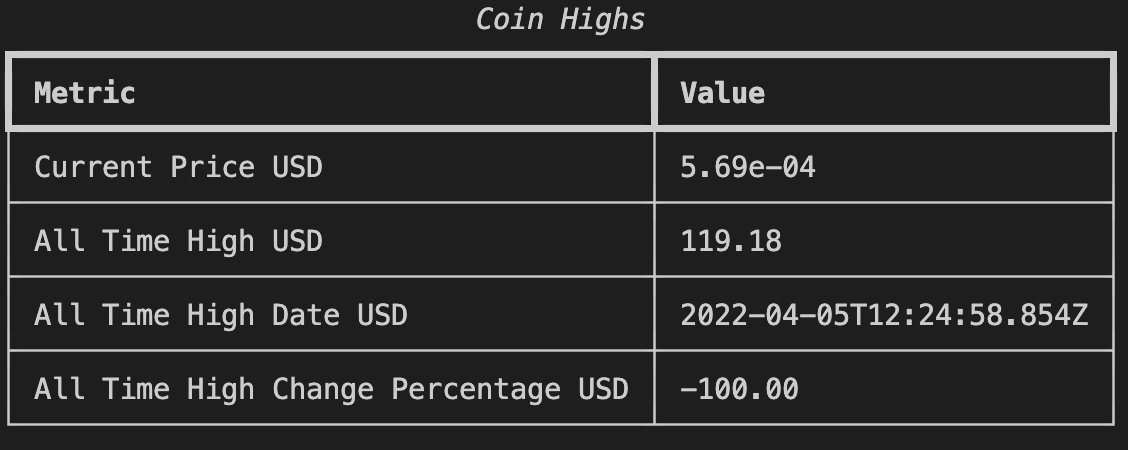 Coin Highs
Metric Value
Current Price USD 5.69e-04
All Time High USD 119.18
All Time High Date USD 2022-04-05T12:24:58.854Z
All Time High Change Percentage USD -100.00